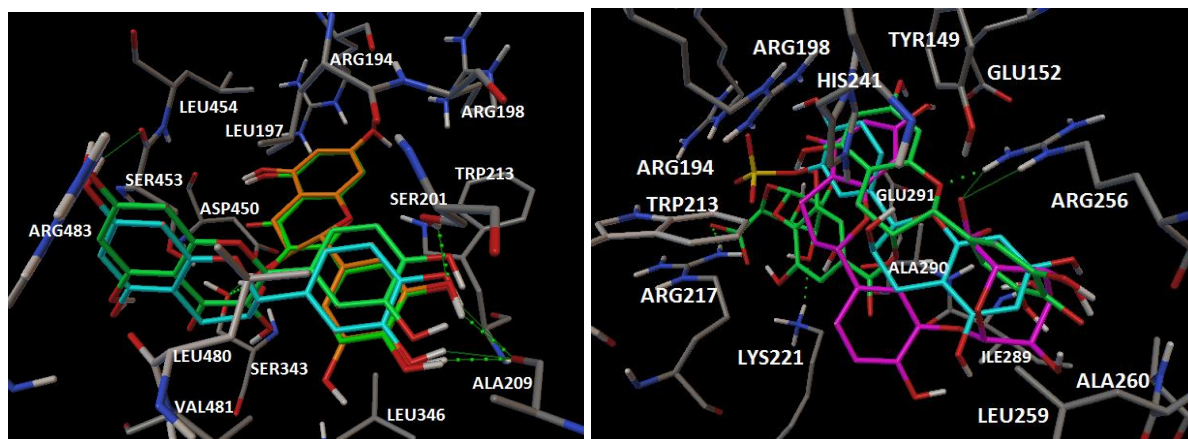 ARG194
LEU454
ARG198
LEU197
SER453
TRP213
SER201
ASP450
ARG483
LEU480
SER343
ALA209
VAL481
LEU346
TYR149
ARG198
HIS241
GLU152
ARG194
GLU291
TRP213
ARG256
ALA290
ARG217
LYS221
ILE289
ALA260
LEU259